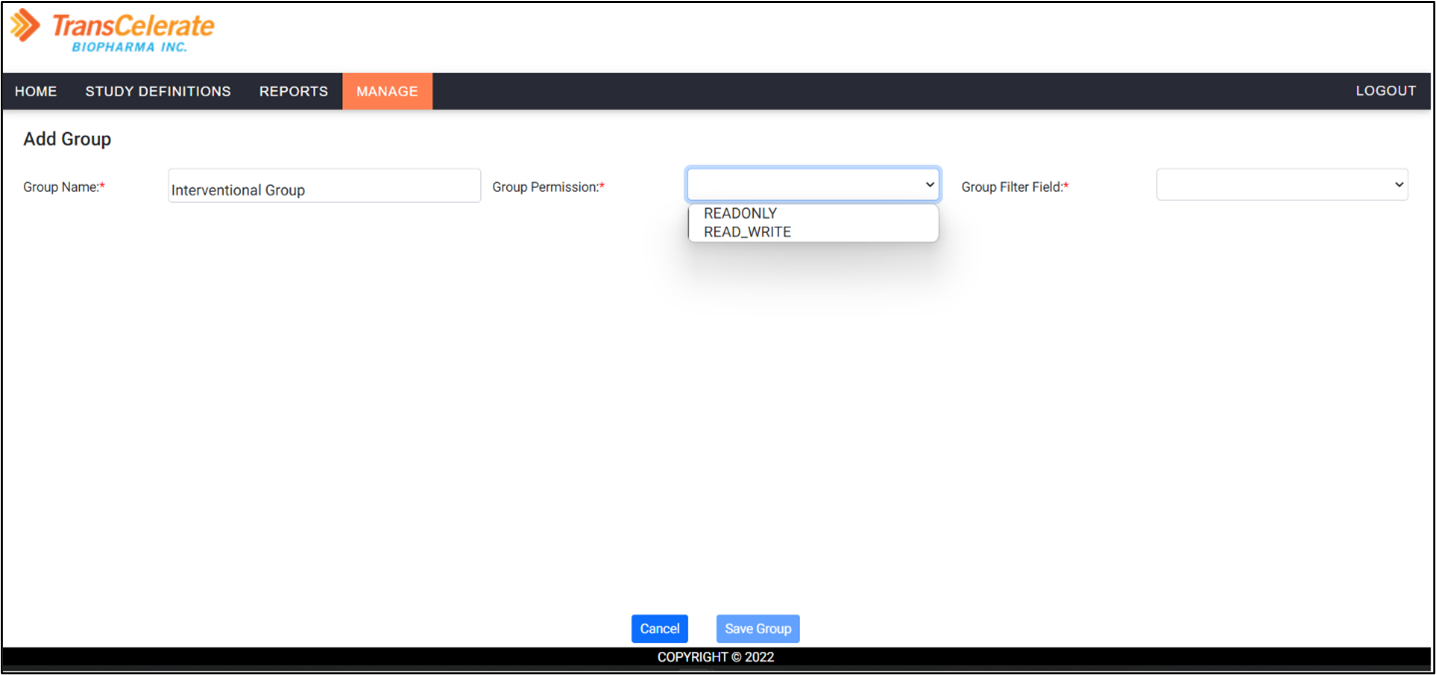 TransCelerate
BIOPHARMA INC.
HOME STUDY DEFINITIONS REPORTS MANAGE LOGOUT
Add Group
Group Name:* Interventional Group Group Permission:* Group Filter Field:*
READONLY
READ_WRITE
Cancel Save Group
COPYRIGHT © 2022